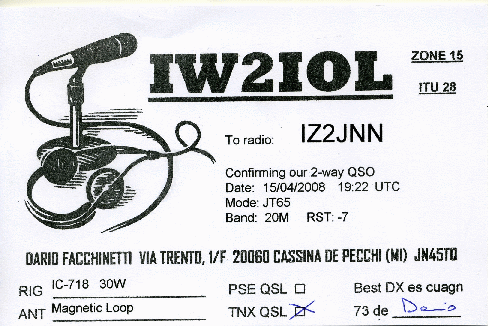 IW2IOL
ZONE 15
ITU 28
To radio: IZ2JNN
Confirming our 2-way QSO
Date: 15/04/2008 19:22 UTC
Mode: JT65
Band: 20M RST: -7
DARIO FACCHINETTI VIA TRENTO, 1/F 20060 CASSINA DE PECCHI (MI) JN45TQ
RIG IC-718 30W
PSE QSL ☐
Best DX es cuagn
ANT Magnetic Loop
TNX QSL ☒
73 de Dario